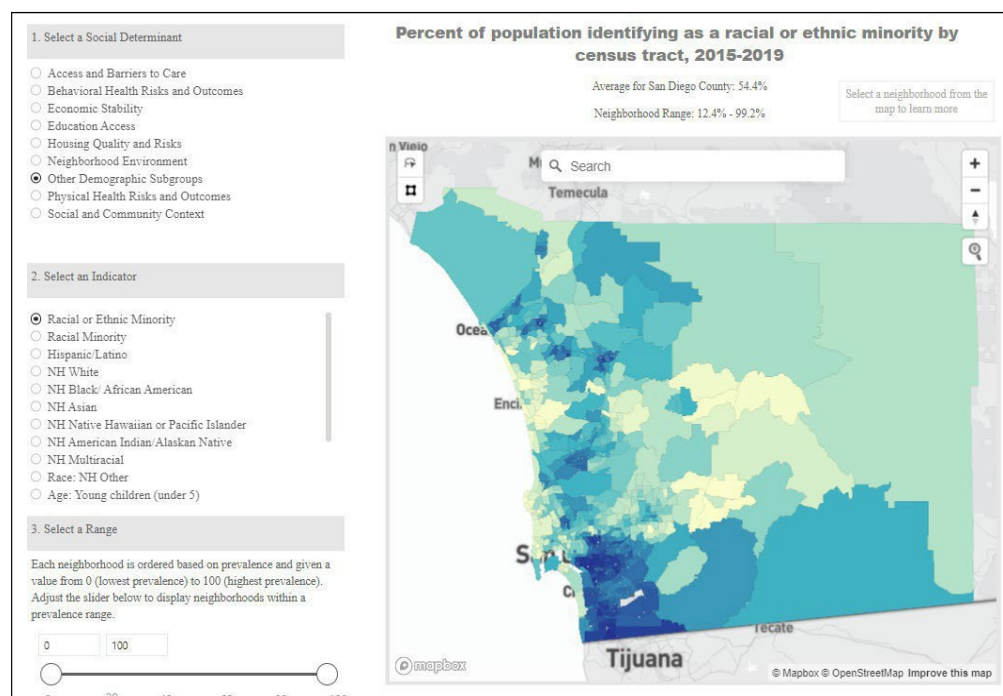 1. Select a Social Determinant
Access and Barriers to Care
Behavioral Health Risks and Outcomes
Economic Stability
Education Access
Housing Quality and Risks
Neighborhood Environment
Other Demographic Subgroups
Physical Health Risks and Outcomes
Social and Community Context
2. Select an Indicator
Racial or Ethnic Minority
Racial Minority
Hispanic/Latino
NH White
NH Black/ African American
NH Asian
NH Native Hawaiian or Pacific Islander
NH American Indian/Alaskan Native
NH Multiracial
Race: NH Other
Age: Young children (under 5)
3. Select a Range
Each neighborhood is ordered based on prevalence and given a
value from 0 (lowest prevalence) to 100 (highest prevalence).
Adjust the slider below to display neighborhoods within a
prevalence range.
0 100
Percent of population identifying as a racial or ethnic minority by
census tract, 2015-2019
Average for San Diego County: 54.4%
Neighborhood Range: 12.4% - 99.2%
Select a neighborhood from the
map to learn more
n Viejo
Search
Temecula
Ocea
Enci
Tecate
Tijuana
mapbox
© Mapbox © OpenStreetMap Improve this map